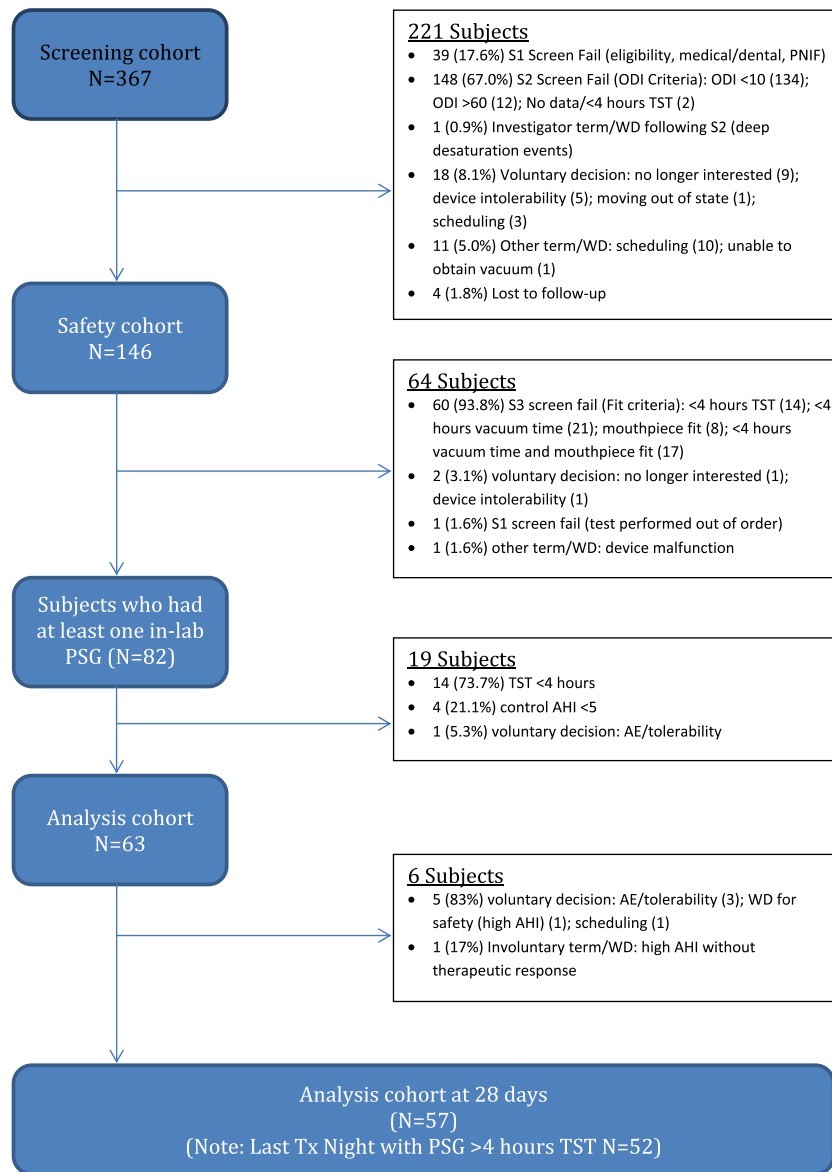 Screening cohort
N=367
221 Subjects
• 39 (17.6%) S1 Screen Fail (eligibility, medical/dental, PNIF)
• 148 (67.0%) S2 Screen Fail (ODI Criteria): ODI <10 (134);
ODI >60 (12); No data/<4 hours TST (2)
• 1 (0.9%) Investigator term/WD following S2 (deep
desaturation events)
• 18 (8.1%) Voluntary decision: no longer interested (9);
device intolerability (5); moving out of state (1);
scheduling (3)
• 11 (5.0%) Other term/WD: scheduling (10); unable to
obtain vacuum (1)
• 4 (1.8%) Lost to follow-up
Safety cohort
N=146
64 Subjects
• 60 (93.8%) S3 screen fail (Fit criteria): <4 hours TST (14); <4
hours vacuum time (21); mouthpiece fit (8); <4 hours
vacuum time and mouthpiece fit (17)
• 2 (3.1%) voluntary decision: no longer interested (1);
device intolerability (1)
• 1 (1.6%) S1 screen fail (test performed out of order)
• 1 (1.6%) other term/WD: device malfunction
Subjects who had
at least one in-lab
PSG (N=82)
19 Subjects
• 14 (73.7%) TST <4 hours
• 4 (21.1%) control AHI <5
• 1 (5.3%) voluntary decision: AE/tolerability
Analysis cohort
N=63
6 Subjects
• 5 (83%) voluntary decision: AE/tolerability (3); WD for
safety (high AHI) (1); scheduling (1)
• 1 (17%) Involuntary term/WD: high AHI without
therapeutic response
Analysis cohort at 28 days
(N=57)
(Note: Last Tx Night with PSG >4 hours TST N=52)